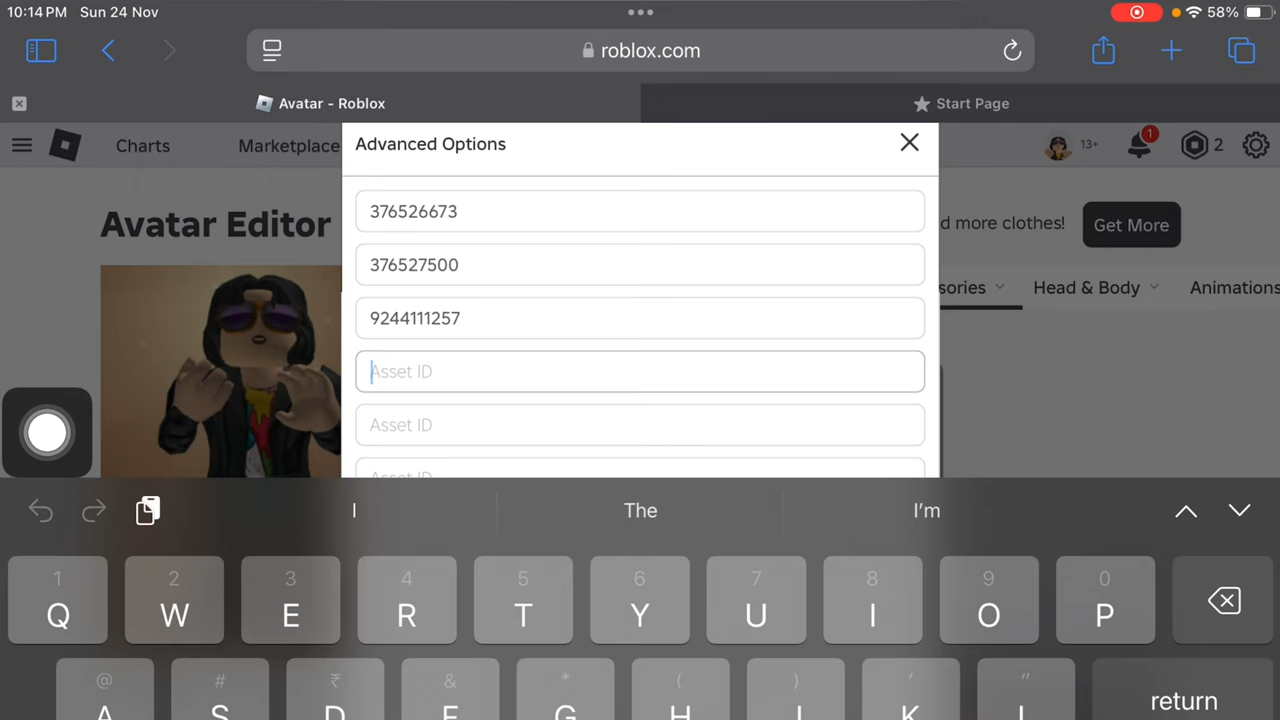 10:14 PM Sun 24 Nov
58%
roblox.com
Avatar - Roblox
Start Page
Charts
Marketplace
Advanced Options
13+
1
2
Avatar Editor
d more clothes!
Get More
376526673
376527500
9244111257
Asset ID
Asset ID
Asset ID
sories
Head & Body
Animations
I
The
I'm
1 2 3 4 5 6 7 8 9 0
Q W E R T Y U I O P
@ # ₹ & * ( ) ' "
A S D F G H J K L
return